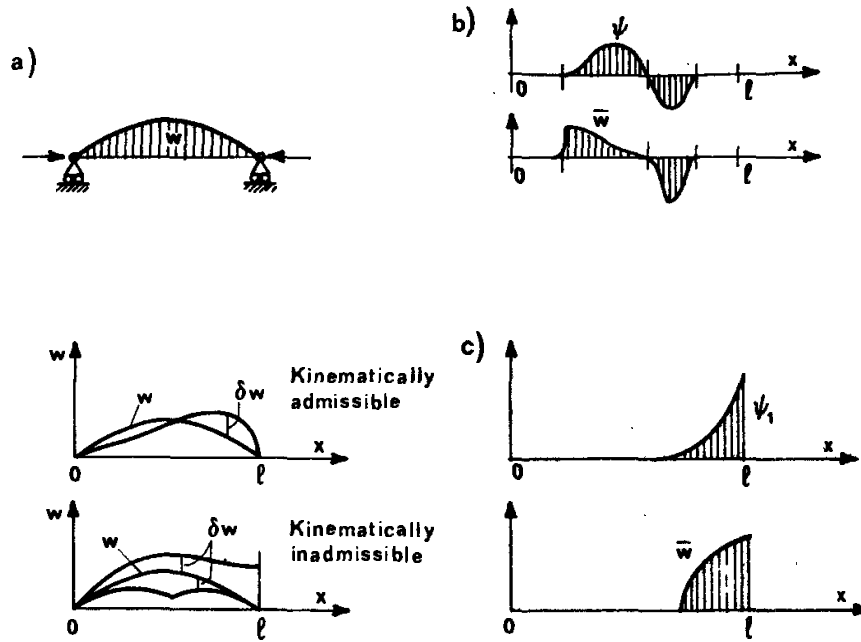 a)
w
b)
ψ
x
0
ℓ
w̅
x
0
ℓ
w
w
δw
Kinematically
admissible
x
0
ℓ
w
w
δw
Kinematically
inadmissible
x
0
ℓ
c)
ψ₁
x
0
ℓ
w̅
x
0
ℓ